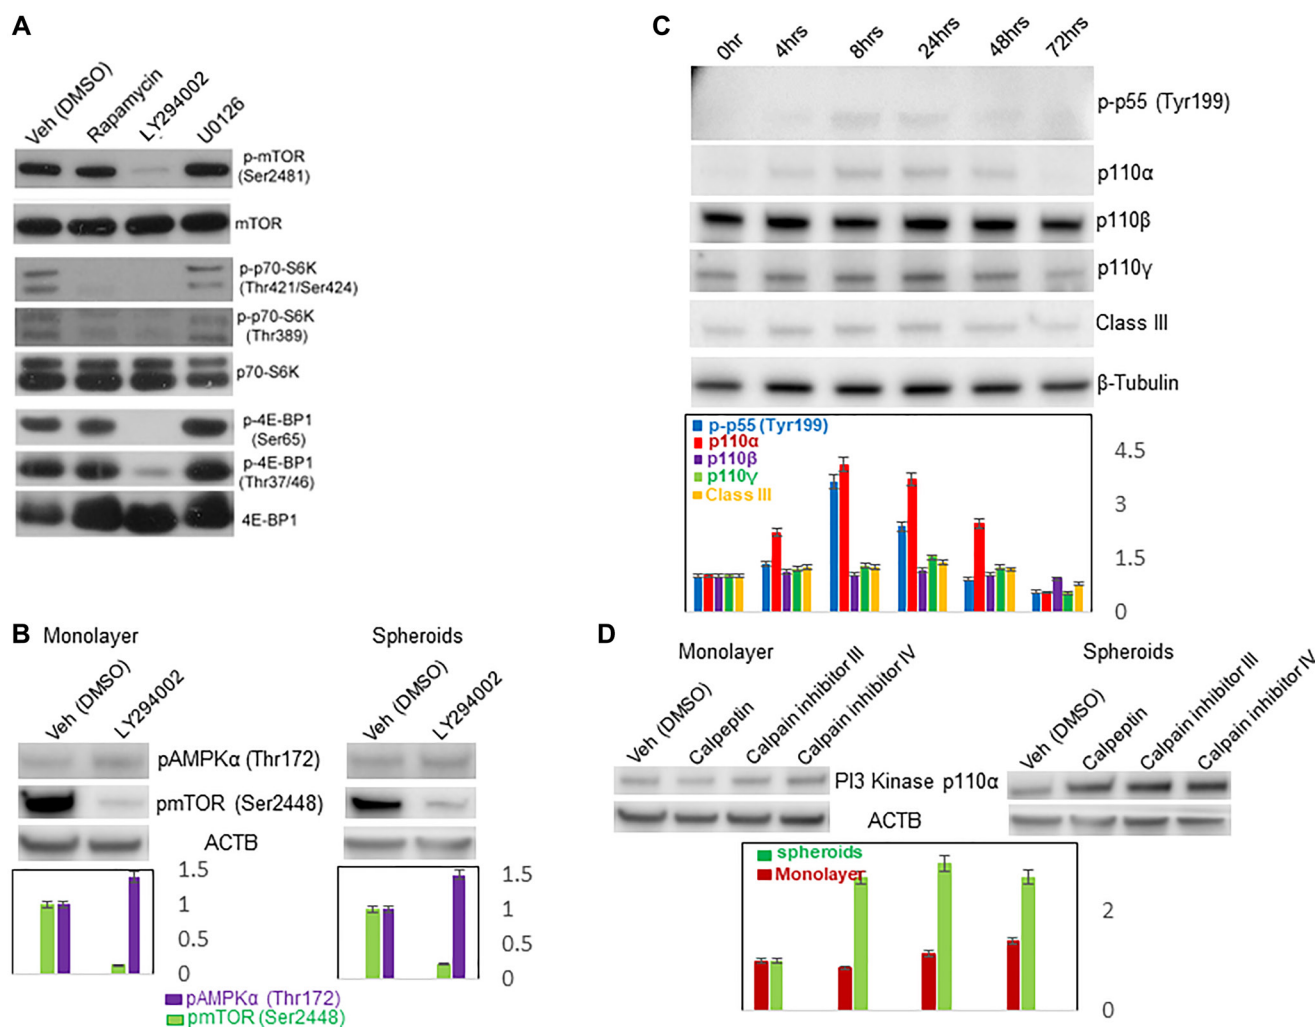 A
Veh (DMSO)
Rapamycin
LY294002
U0126
p-mTOR
(Ser2481)
mTOR
p-p70-S6K
(Thr421/Ser424)
p-p70-S6K
(Thr389)
p70-S6K
p-4E-BP1
(Ser65)
p-4E-BP1
(Thr37/46)
4E-BP1
B
Monolayer
Spheroids
Veh (DMSO)
LY294002
Veh (DMSO)
LY294002
pAMPKα (Thr172)
pmTOR (Ser2448)
ACTB
1.5
1
0.5
0
1.5
1
0.5
0
pAMPKα (Thr172)
pmTOR (Ser2448)
C
0hr
4hrs
8hrs
24hrs
48hrs
72hrs
p-p55 (Tyr199)
p110α
p110β
p110γ
Class III
β-Tubulin
p-p55 (Tyr199)
p110α
p110β
p110γ
Class III
4.5
3
1.5
0
D
Monolayer
Spheroids
Veh (DMSO)
Calpeptin
Calpain inhibitor III
Calpain inhibitor IV
Veh (DMSO)
Calpeptin
Calpain inhibitor III
Calpain inhibitor IV
PI3 Kinase p110α
ACTB
spheroids
Monolayer
2
0